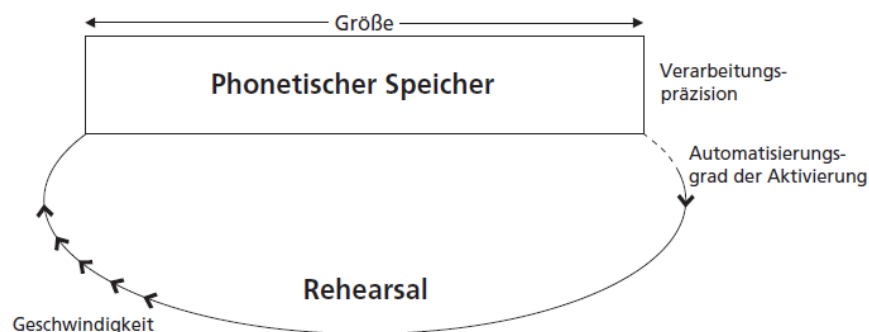 Größe
Phonetischer Speicher
Verarbeitungs-
präzision
Automatisierungs-
grad der Aktivierung
Rehearsal
Geschwindigkeit